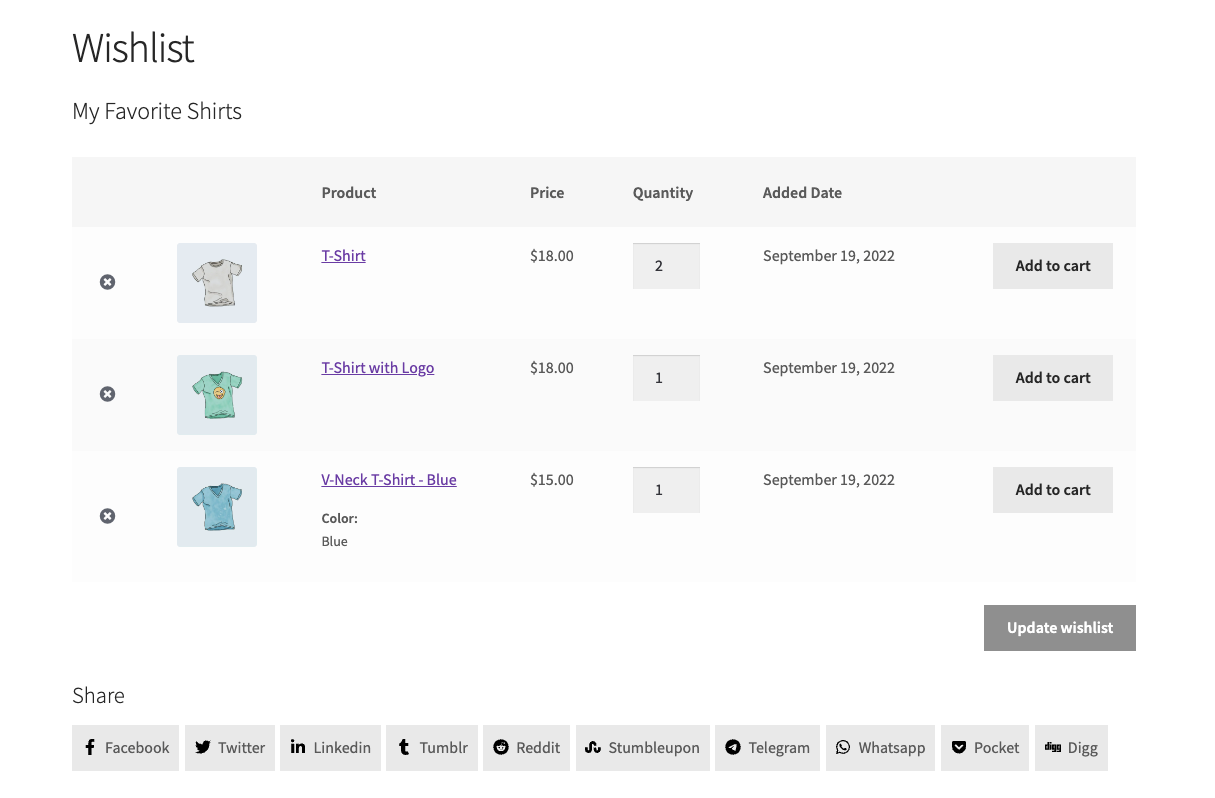 Wishlist
My Favorite Shirts
Product Price Quantity Added Date
T-Shirt $18.00 2 September 19, 2022 Add to cart
T-Shirt with Logo $18.00 1 September 19, 2022 Add to cart
V-Neck T-Shirt - Blue $15.00 1 September 19, 2022 Add to cart
Color:
Blue
Update wishlist
Share
Facebook Twitter Linkedin Tumblr Reddit Stumbleupon Telegram Whatsapp Pocket digg Digg